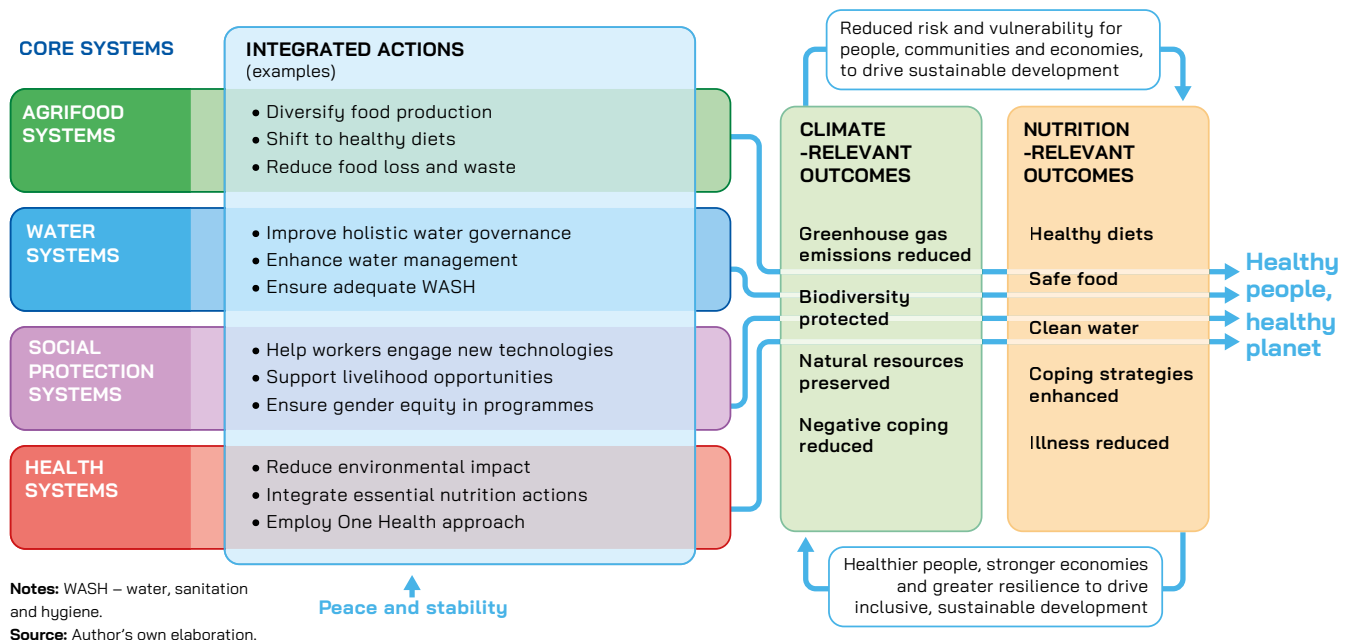 CORE SYSTEMS
INTEGRATED ACTIONS
(examples)
AGRIFOOD
SYSTEMS
• Diversify food production
• Shift to healthy diets
• Reduce food loss and waste
WATER
SYSTEMS
• Improve holistic water governance
• Enhance water management
• Ensure adequate WASH
SOCIAL
PROTECTION
SYSTEMS
• Help workers engage new technologies
• Support livelihood opportunities
• Ensure gender equity in programmes
HEALTH
SYSTEMS
• Reduce environmental impact
• Integrate essential nutrition actions
• Employ One Health approach
Peace and stability
Reduced risk and vulnerability for
people, communities and economies,
to drive sustainable development
CLIMATE
-RELEVANT
OUTCOMES
Greenhouse gas
emissions reduced
Biodiversity
protected
Natural resources
preserved
Negative coping
reduced
NUTRITION
-RELEVANT
OUTCOMES
Healthy diets
Safe food
Clean water
Coping strategies
enhanced
Illness reduced
Healthy
people,
healthy
planet
Healthier people, stronger economies
and greater resilience to drive
inclusive, sustainable development
Notes: WASH – water, sanitation
and hygiene.
Source: Author's own elaboration.